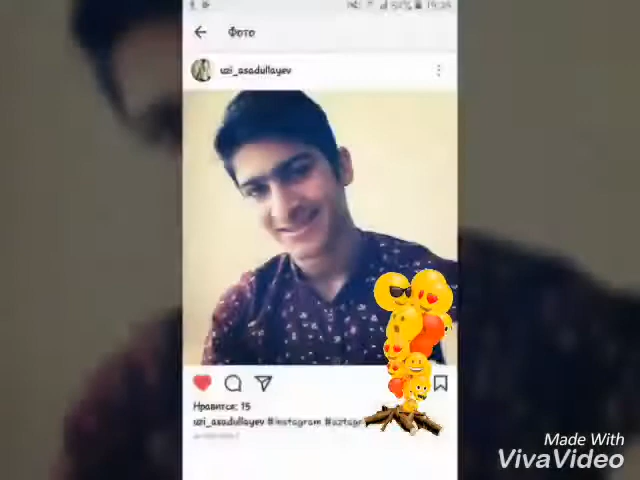 Фото
uzi_asadullayev
Нравится: 15
uzi_asadullayev #instagram
Made With
VivaVideo